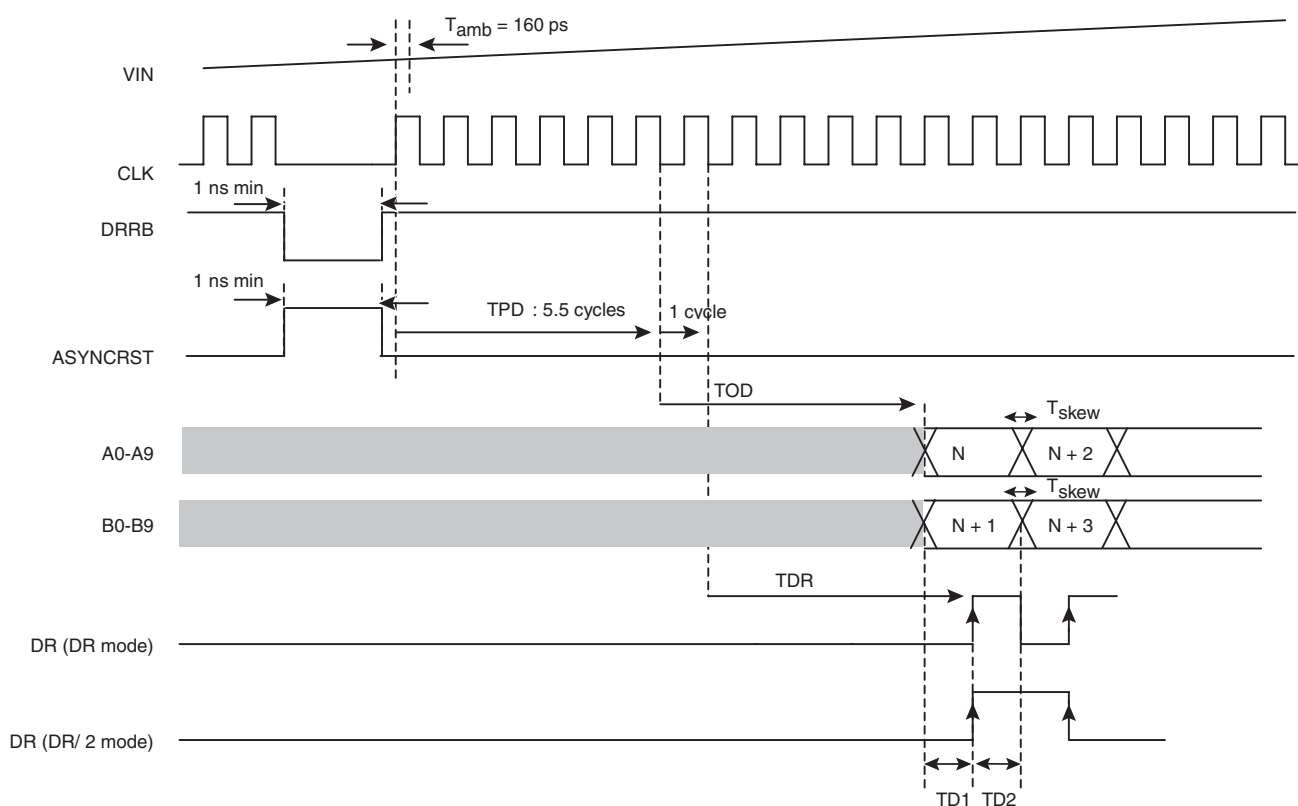 T_amb = 160 ps
VIN
CLK
1 ns min
DRRB
1 ns min
TPD : 5.5 cycles
1 cycle
ASYNCRST
TOD
T_skew
A0-A9
N
N + 2
T_skew
B0-B9
N + 1
N + 3
TDR
DR (DR mode)
DR (DR/ 2 mode)
TD1
TD2